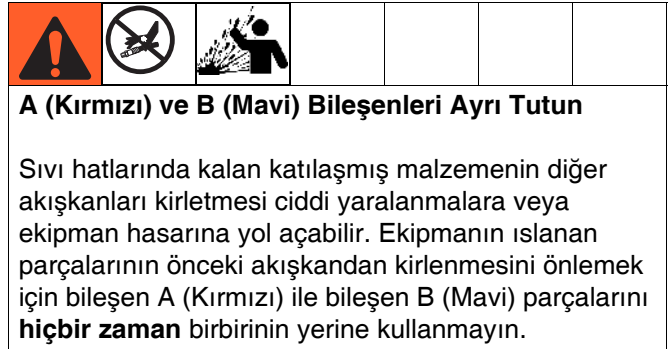 A (Kırmızı) ve B (Mavi) Bileşenleri Ayrı Tutun
Sıvı hatlarında kalan katılaşmış malzemenin diğer
akışkanları kirletmesi ciddi yaralanmalara veya
ekipman hasarına yol açabilir. Ekipmanın ıslanan
parçalarının önceki akışkandan kirlenmesini önlemek
için bileşen A (Kırmızı) ile bileşen B (Mavi) parçalarını
hiçbir zaman birbirinin yerine kullanmayın.